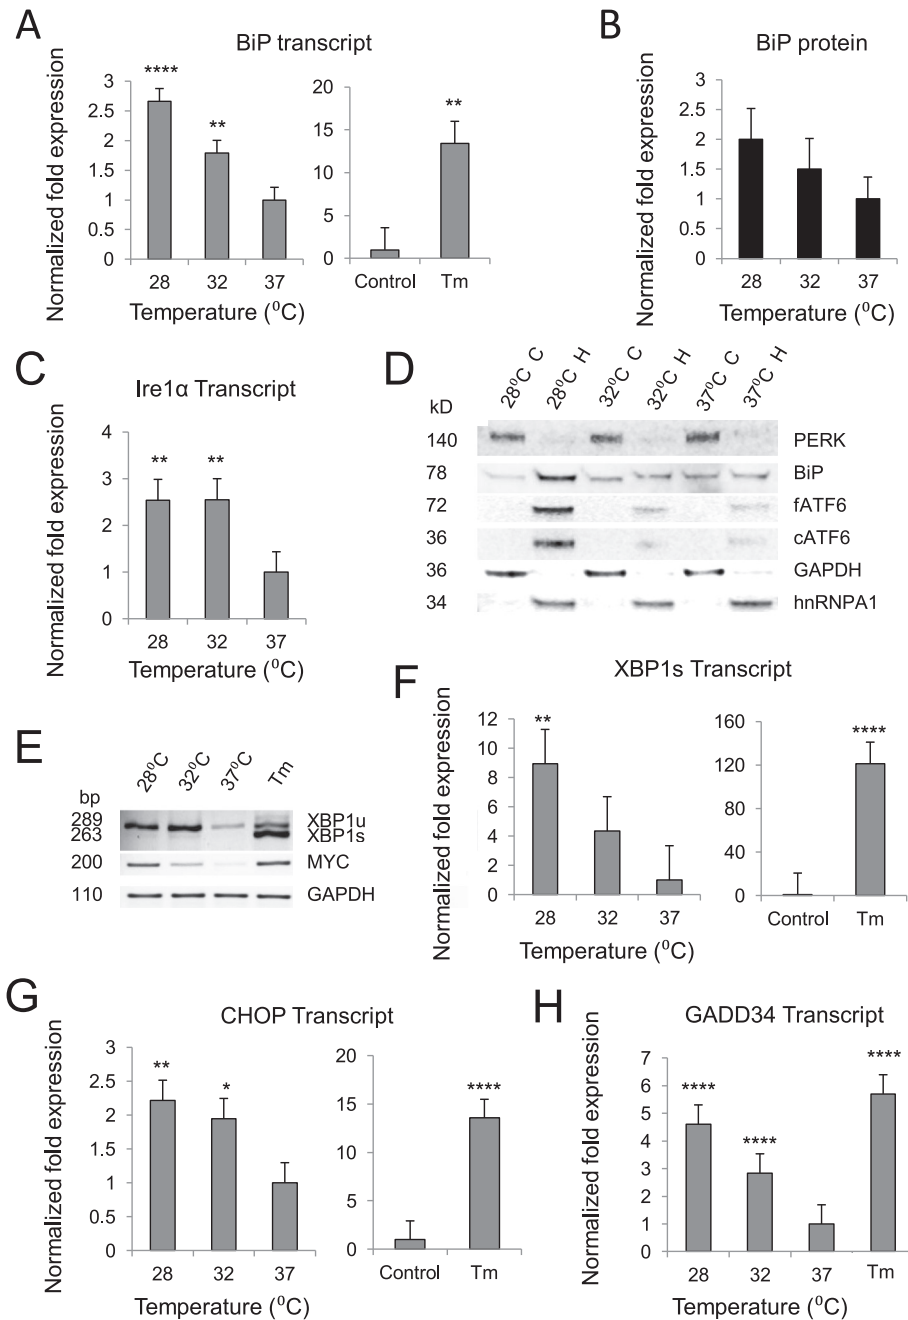 A
BiP transcript
Normalized fold expression
3
2.5
2
1.5
1
0.5
0
****
**
28 32 37
Temperature (⁰C)
20
15
10
5
0
**
Control Tm
B
BiP protein
Normalized fold expression
3
2.5
2
1.5
1
0.5
0
28 32 37
Temperature (⁰C)
C
Ire1α Transcript
Normalized fold expression
4
3
2
1
0
** **
28 32 37
Temperature (⁰C)
D
28⁰C C 28⁰C H 32⁰C C 32⁰C H 37⁰C C 37⁰C H
kD
140 PERK
78 BiP
72 fATF6
36 cATF6
36 GAPDH
34 hnRNPA1
E
28⁰C 32⁰C 37⁰C Tm
bp
289 XBP1u
263 XBP1s
200 MYC
110 GAPDH
F
XBP1s Transcript
Normalized fold expression
12
10
8
6
4
2
0
**
28 32 37
Temperature (⁰C)
160
120
80
40
0
****
Control Tm
G
CHOP Transcript
Normalized fold expression
3
2.5
2
1.5
1
0.5
0
** *
28 32 37
Temperature (⁰C)
20
15
10
5
0
****
Control Tm
H
GADD34 Transcript
Normalized fold expression
7
6
5
4
3
2
1
0
****
****
****
28 32 37 Tm
Temperature (⁰C)